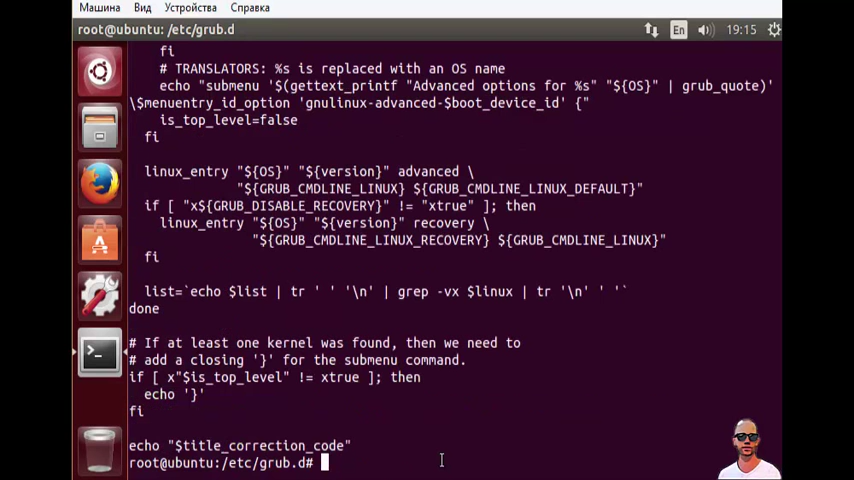 Машина Вид Устройства Справка
root@ubuntu: /etc/grub.d En 19:15
fi
# TRANSLATORS: %s is replaced with an OS name
echo "submenu '$(gettext_printf "Advanced options for %s" "${OS}" | grub_quote)'
\$menuentry_id_option 'gnulinux-advanced-$boot_device_id' {"
is_top_level=false
fi
linux_entry "${OS}" "${version}" advanced \
"${GRUB_CMDLINE_LINUX} ${GRUB_CMDLINE_LINUX_DEFAULT}"
if [ "x${GRUB_DISABLE_RECOVERY}" != "xtrue" ]; then
linux_entry "${OS}" "${version}" recovery \
"${GRUB_CMDLINE_LINUX_RECOVERY} ${GRUB_CMDLINE_LINUX}"
fi
list=`echo $list | tr ' ' '\n' | grep -vx $linux | tr '\n' ' '`
done
# If at least one kernel was found, then we need to
# add a closing '}' for the submenu command.
if [ x"$is_top_level" != xtrue ]; then
echo '}'
fi
echo "$title_correction_code"
root@ubuntu:/etc/grub.d#